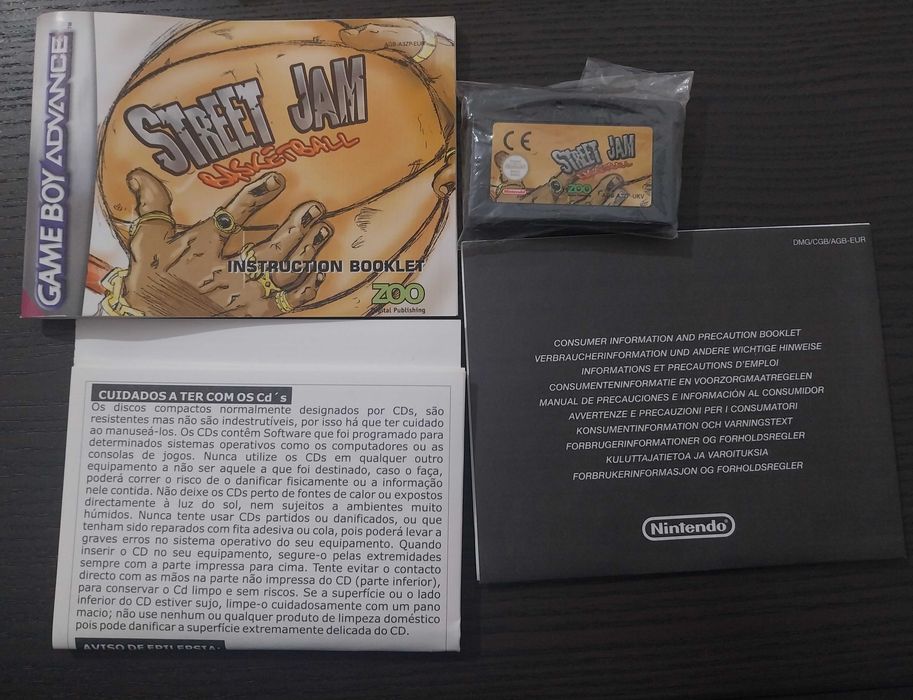 GAME BOY ADVANCE
AGB-A3ZP-EUR
STREET JAM
BASKETBALL
INSTRUCTION BOOKLET
ZOO
Digital Publishing
CE
STREET JAM
BASKETBALL
Nintendo
ZOO
AGB-A3ZP-UKV
DMG/CGB/AGB-EUR
CONSUMER INFORMATION AND PRECAUTION BOOKLET
VERBRAUCHERINFORMATION UND ANDERE WICHTIGE HINWEISE
INFORMATIONS ET PRECAUTIONS D'EMPLOI
CONSUMENTENINFORMATIE EN VOORZORGMAATREGELEN
MANUAL DE PRECAUCIONES E INFORMACIÓN AL CONSUMIDOR
AVVERTENZE E PRECAUZIONI PER I CONSUMATORI
KONSUMENTINFORMATION OCH VARNINGSTEXT
FORBRUGERINFORMATIONER OG FORHOLDSREGLER
KULUTTAJATIETOA JA VAROITUKSIA
FORBRUKERINFORMASJON OG FORHOLDSREGLER
Nintendo
CUIDADOS A TER COM OS Cd´s
Os discos compactos normalmente designados por CDs, são
resistentes mas não são indestrutíveis, por isso há que ter cuidado
ao manuseá-los. Os CDs contêm Software que foi programado para
determinados sistemas operativos como os computadores ou as
consolas de jogos. Nunca utilize os CDs em qualquer outro
equipamento a não ser aquele a que foi destinado, caso o faça,
poderá correr o risco de o danificar fisicamente ou a informação
nele contida. Não deixe os CDs perto de fontes de calor ou expostos
directamente à luz do sol, nem sujeitos a ambientes muito
húmidos. Nunca tente usar CDs partidos ou danificados, ou que
tenham sido reparados com fita adesiva ou cola, pois poderá levar a
graves erros no sistema operativo do seu equipamento. Quando
inserir o CD no seu equipamento, segure-o pelas extremidades
sempre com a parte impressa para cima. Tente evitar o contacto
directo com as mãos na parte não impressa do CD (parte inferior),
para conservar o Cd limpo e sem riscos. Se a superfície ou o lado
inferior do CD estiver sujo, limpe-o cuidadosamente com um pano
macio; não use nenhum ou qualquer produto de limpeza doméstico
pois pode danificar a superfície extremamente delicada do CD.
AVISO DE EPILEPSIA: